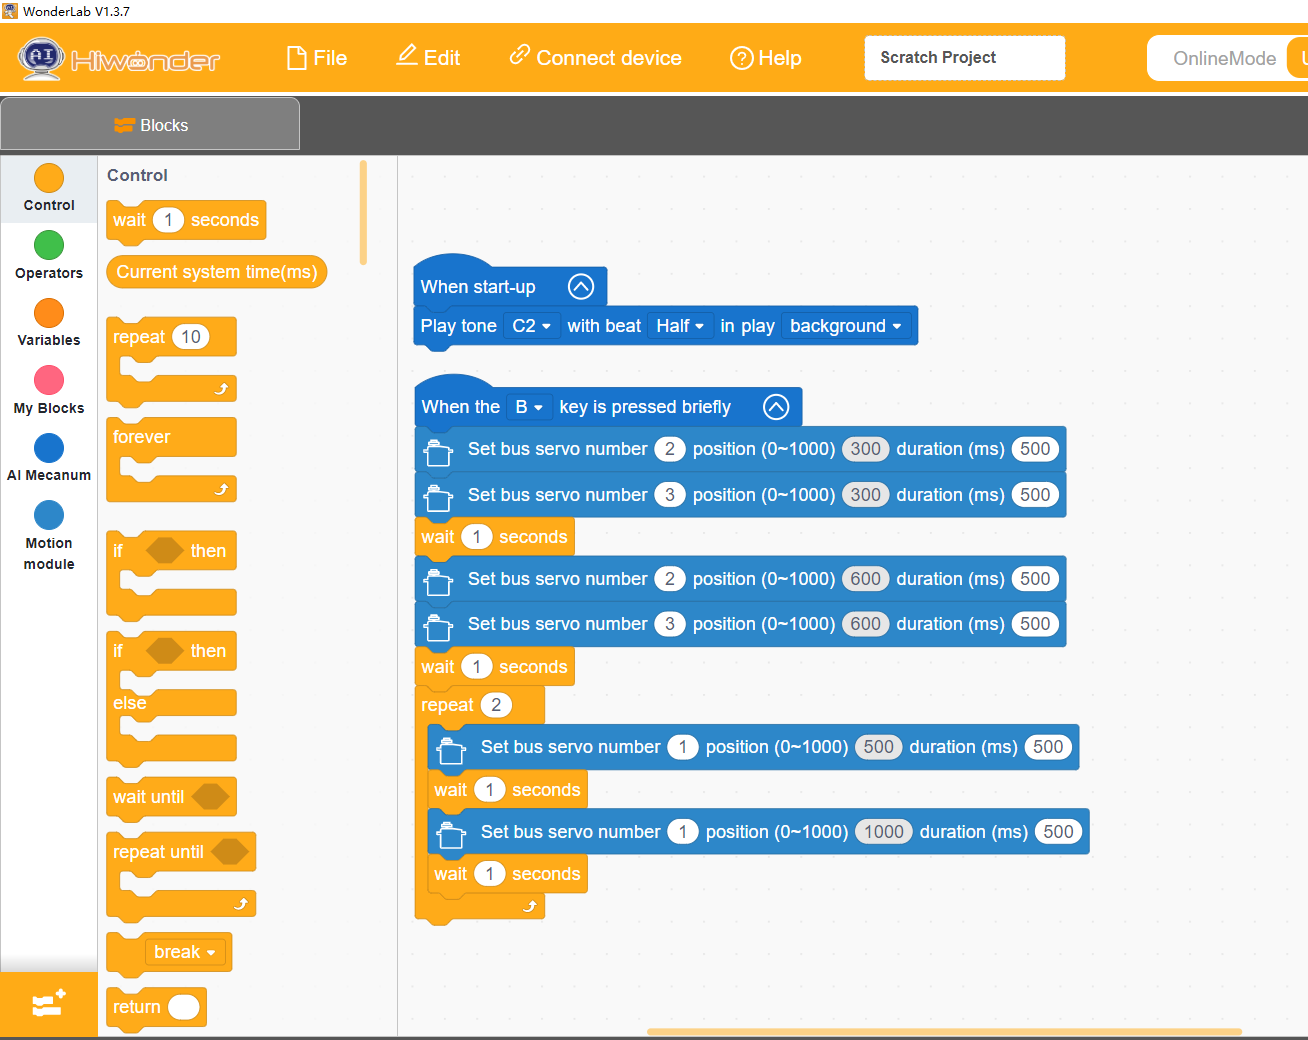 WonderLab V1.3.7
AI Hiwonder File Edit Connect device Help Scratch Project OnlineMode
Blocks
Control
Operators
Variables
My Blocks
AI Mecanum
Motion
module
Control
wait 1 seconds
Current system time(ms)
repeat 10
forever
if then
if then
else
wait until
repeat until
break
return
When start-up
Play tone C2 with beat Half in play background
When the B key is pressed briefly
Set bus servo number 2 position (0~1000) 300 duration (ms) 500
Set bus servo number 3 position (0~1000) 300 duration (ms) 500
wait 1 seconds
Set bus servo number 2 position (0~1000) 600 duration (ms) 500
Set bus servo number 3 position (0~1000) 600 duration (ms) 500
wait 1 seconds
repeat 2
Set bus servo number 1 position (0~1000) 500 duration (ms) 500
wait 1 seconds
Set bus servo number 1 position (0~1000) 1000 duration (ms) 500
wait 1 seconds